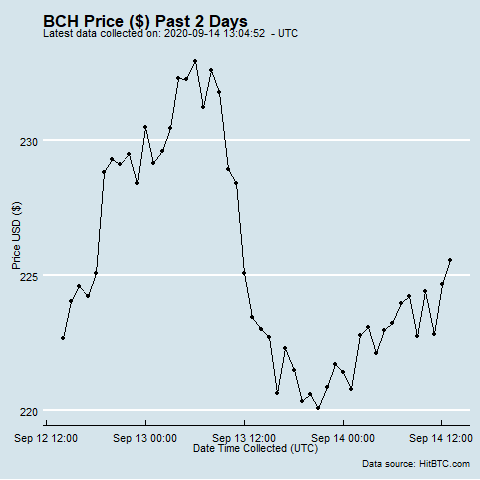 BCH Price ($) Past 2 Days
Latest data collected on: 2020-09-14 13:04:52 - UTC
Price USD ($)
230
225
220
Sep 12 12:00 Sep 13 00:00 Sep 13 12:00 Sep 14 00:00 Sep 14 12:00
Date Time Collected (UTC)
Data source: HitBTC.com